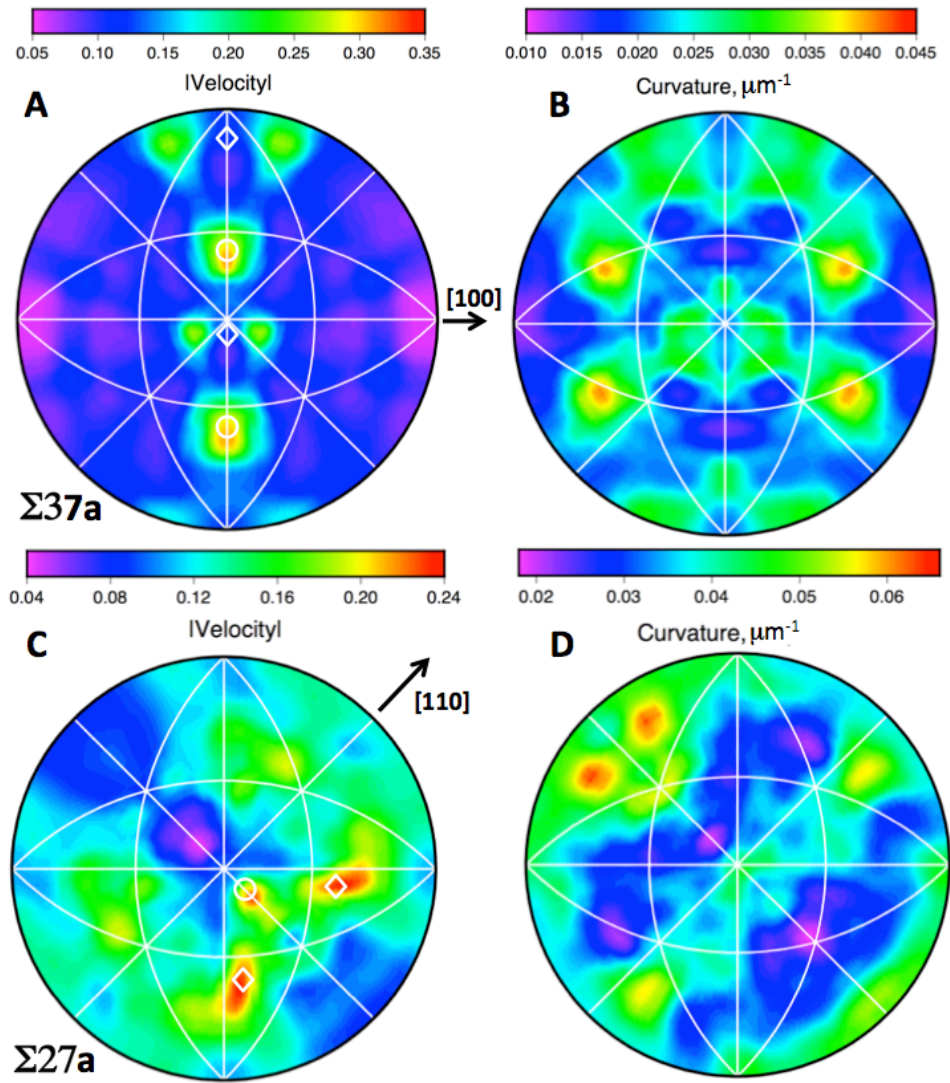 0.05 0.10 0.15 0.20 0.25 0.30 0.35
|Velocity|
A
0.010 0.015 0.020 0.025 0.030 0.035 0.040 0.045
Curvature, μm-1
B
[100]
Σ37a
0.04 0.08 0.12 0.16 0.20 0.24
|Velocity|
C
[110]
0.02 0.03 0.04 0.05 0.06
Curvature, μm-1
D
Σ27a